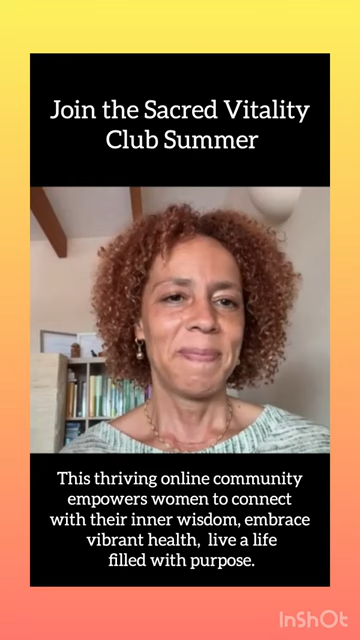 Join the Sacred Vitality
Club Summer
This thriving online community
empowers women to connect
with their inner wisdom, embrace
vibrant health,  live a life
filled with purpose.
InShOt